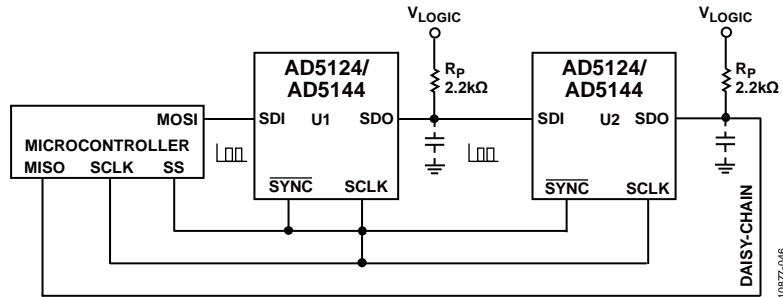 VLOGIC
VLOGIC
AD5124/
AD5144
RP
2.2kΩ
AD5124/
AD5144
RP
2.2kΩ
MOSI
SDI
U1
SDO
SDI
U2
SDO
MICROCONTROLLER
MISO
SCLK
SS
SYNC
SCLK
SYNC
SCLK
DAISY-CHAIN
10877-046